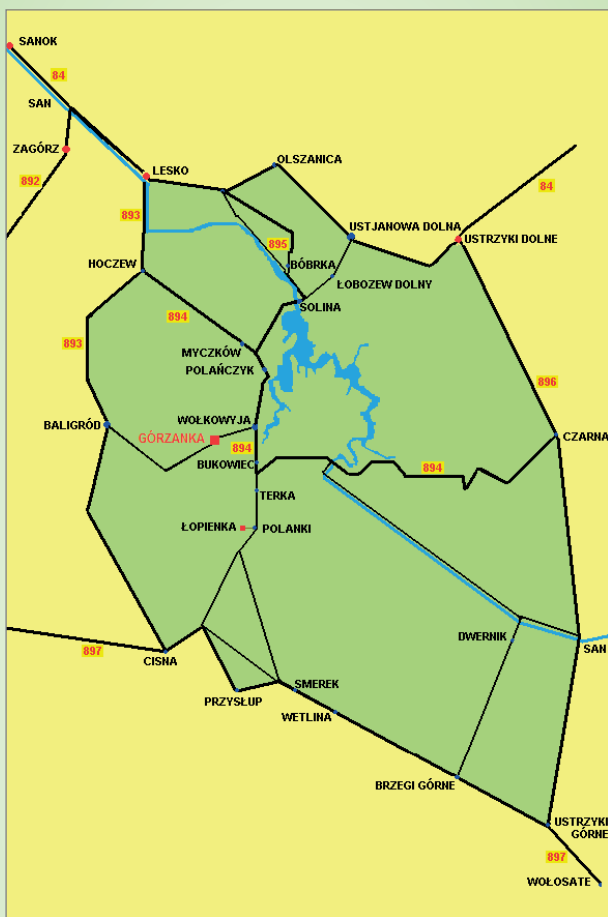 SANOK
84
SAN
ZAGÓRZ
892
LESKO
OLSZANICA
84
893
USTJANOWA DOLNA
USTRZYKI DOLNE
895
HOCZEW
BÓBRKA
ŁOBOZEW DOLNY
SOLINA
894
893
MYCZKÓW
POLAŃCZYK
896
WOŁKOWYJA
BALIGRÓD
GÓRZANKA
CZARNA
894
BUKOWIEC
894
TERKA
ŁOPIENKA
POLANKI
DWERNIK
SAN
897
CISNA
SMEREK
PRZYSŁUP
WETLINA
BRZEGI GÓRNE
USTRZYKI
GÓRNE
897
WOŁOSATE